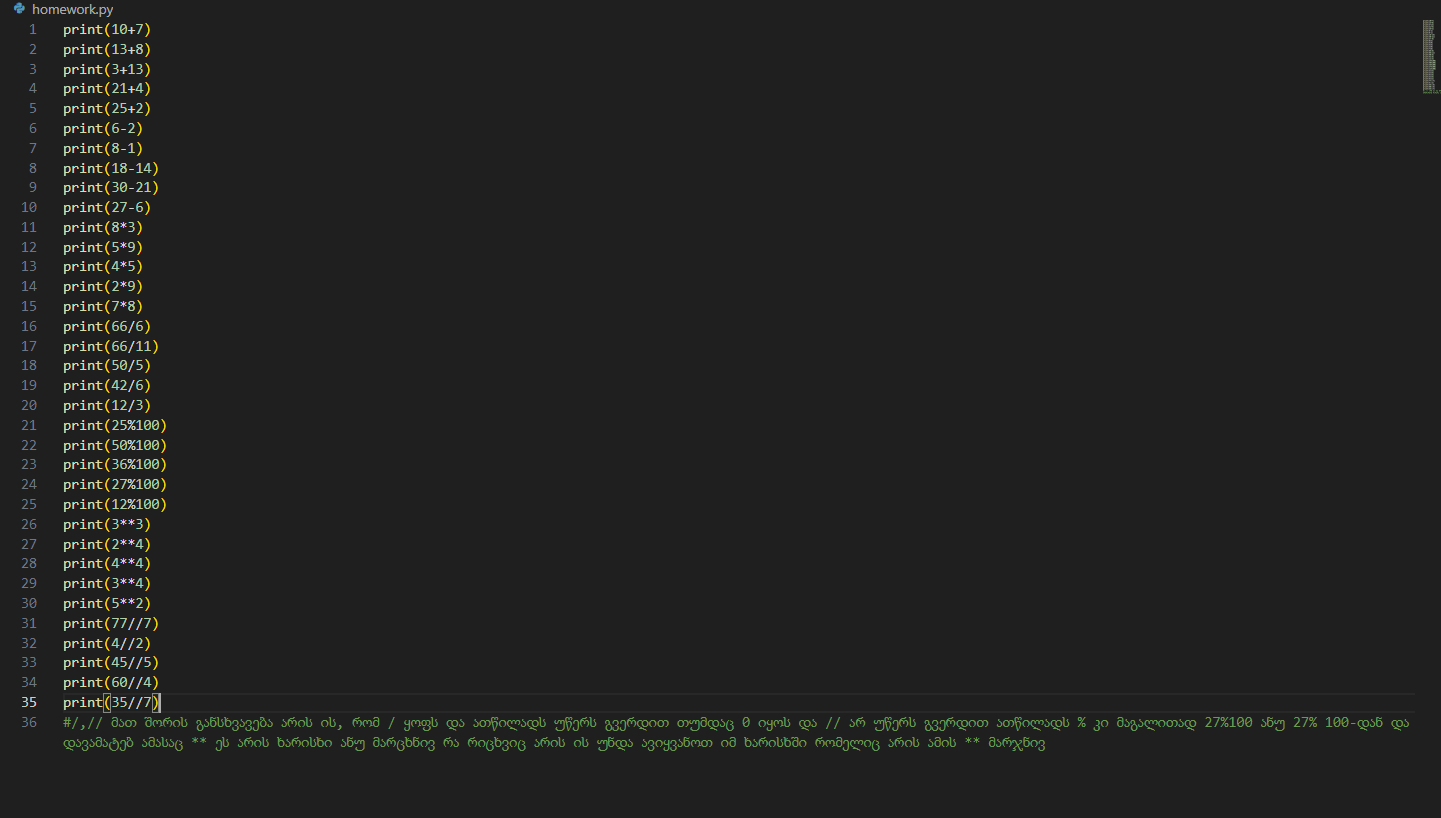 homework.py
1 print(10+7)
2 print(13+8)
3 print(3+13)
4 print(21+4)
5 print(25+2)
6 print(6-2)
7 print(8-1)
8 print(18-14)
9 print(30-21)
10 print(27-6)
11 print(8*3)
12 print(5*9)
13 print(4*5)
14 print(2*9)
15 print(7*8)
16 print(66/6)
17 print(66/11)
18 print(50/5)
19 print(42/6)
20 print(12/3)
21 print(25%100)
22 print(50%100)
23 print(36%100)
24 print(27%100)
25 print(12%100)
26 print(3**3)
27 print(2**4)
28 print(4**4)
29 print(3**4)
30 print(5**2)
31 print(77//7)
32 print(4//2)
33 print(45//5)
34 print(60//4)
35 print(35//7)
36 #/,// მათ შორის განსხვავება არის ის, რომ / ყოფს და ათწილადს უწერს გვერდით თუმდაც 0 იყოს და // არ უწერს გვერდით ათწილადს % კი მაგალითად 27%100 ანუ 27% 100-დან და
დავამატებ ამასაც ** ეს არის ხარისხი ანუ მარცხნივ რა რიცხვიც არის ის უნდა ავიყვანოთ იმ ხარისხში რომელიც არის ამის ** მარჯნივ